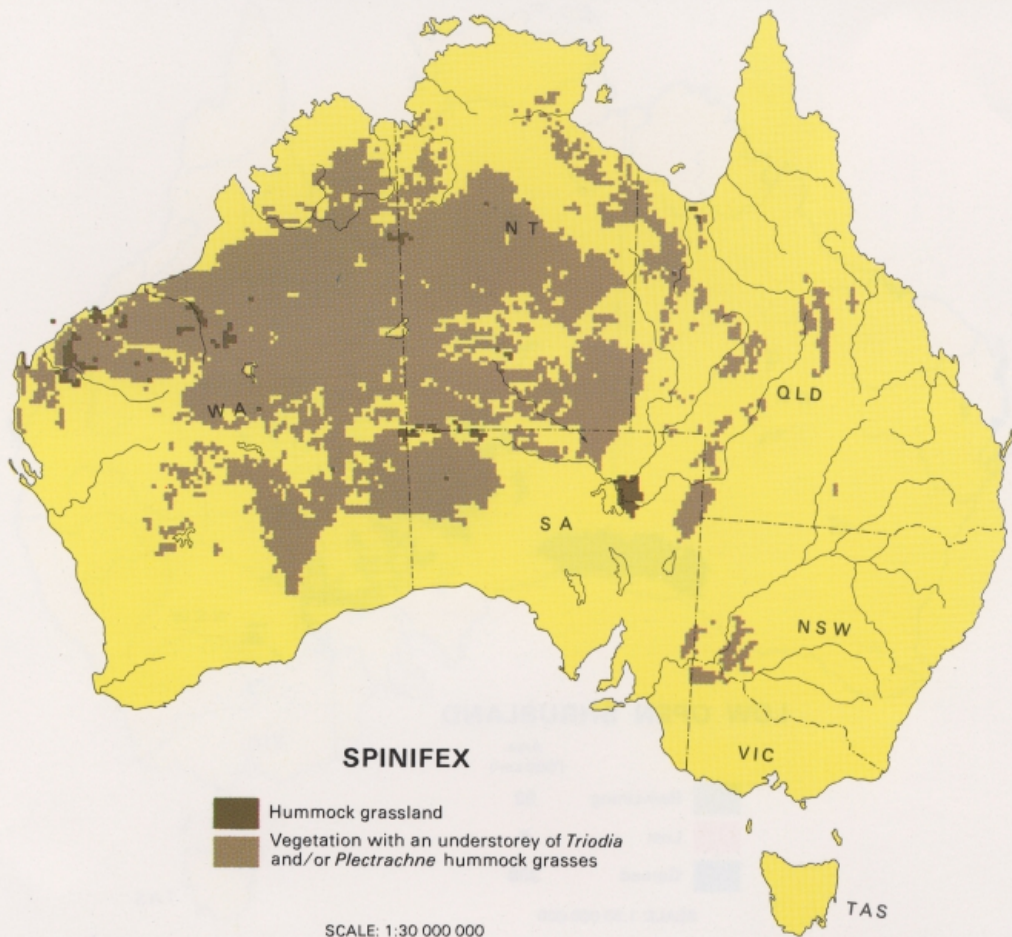 NT
WA
QLD
SA
NSW
VIC
TAS
SPINIFEX
Hummock grassland
Vegetation with an understorey of Triodia
and/or Plectrachne hummock grasses
SCALE: 1:30 000 000